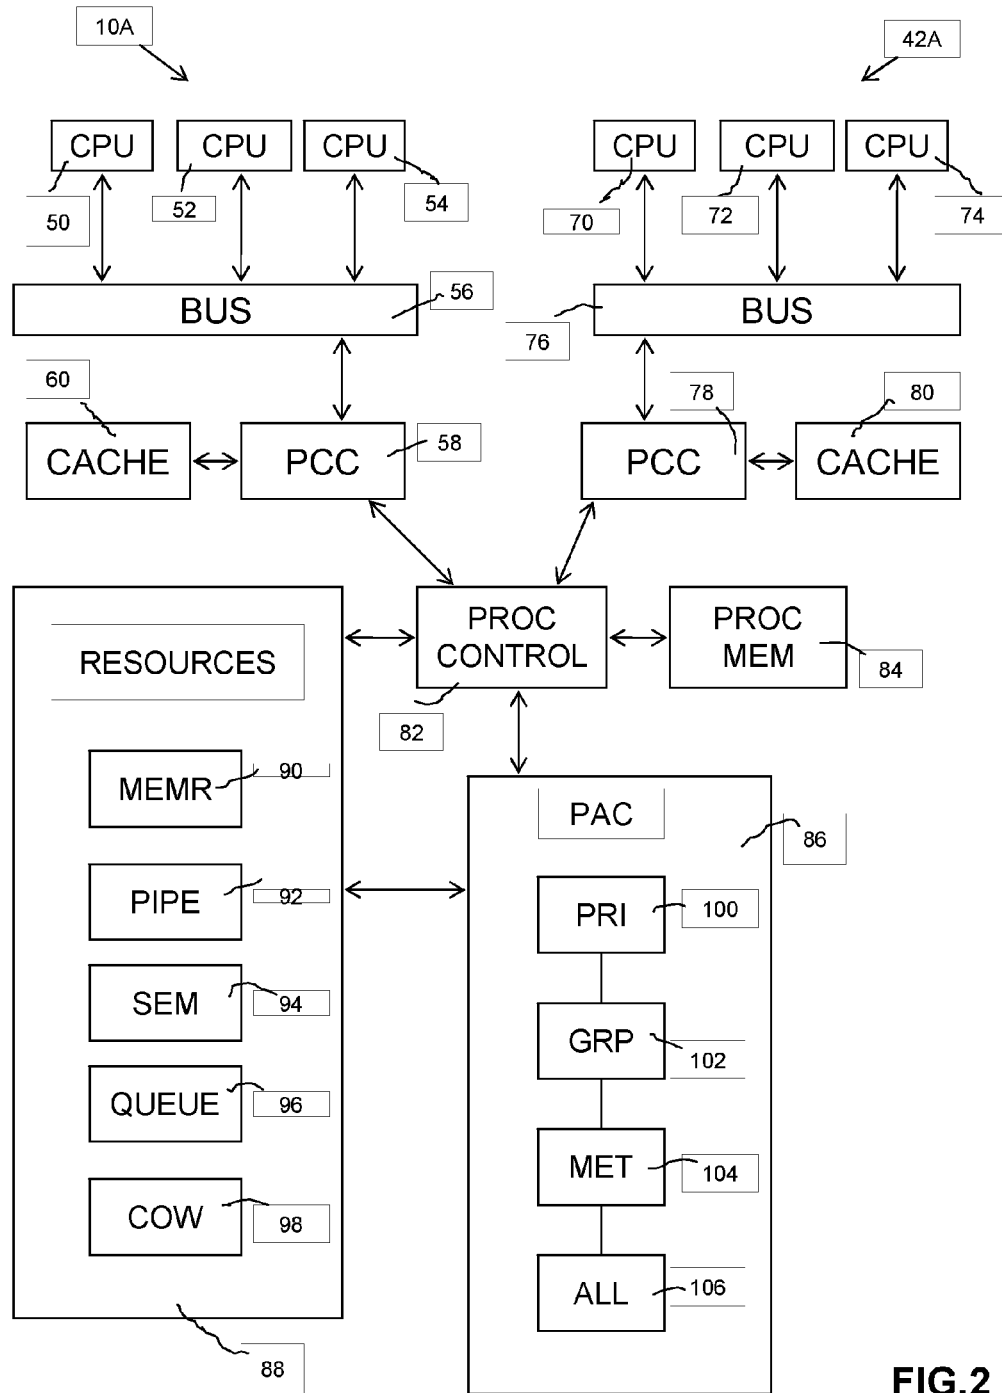 10A
42A
CPU CPU CPU CPU CPU CPU
50 52 54 70 72 74
BUS 56 BUS
76
60 78 80
CACHE PCC 58 PCC CACHE
RESOURCES
PROC
CONTROL
PROC
MEM
84
82
MEMR 90
PAC
86
PIPE 92
PRI 100
SEM 94
GRP 102
QUEUE 96
MET 104
COW 98
ALL 106
88
FIG.2